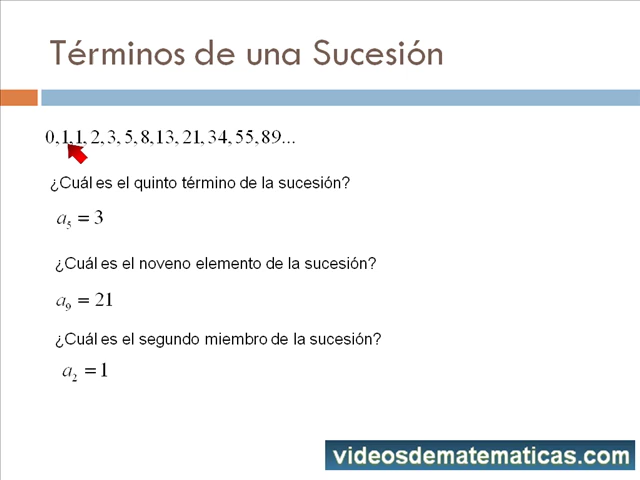 Términos de una Sucesión
0, 1, 1, 2, 3, 5, 8, 13, 21, 34, 55, 89...
¿Cuál es el quinto término de la sucesión?
a₅ = 3
¿Cuál es el noveno elemento de la sucesión?
a₉ = 21
¿Cuál es el segundo miembro de la sucesión?
a₂ = 1
videosdematematicas.com